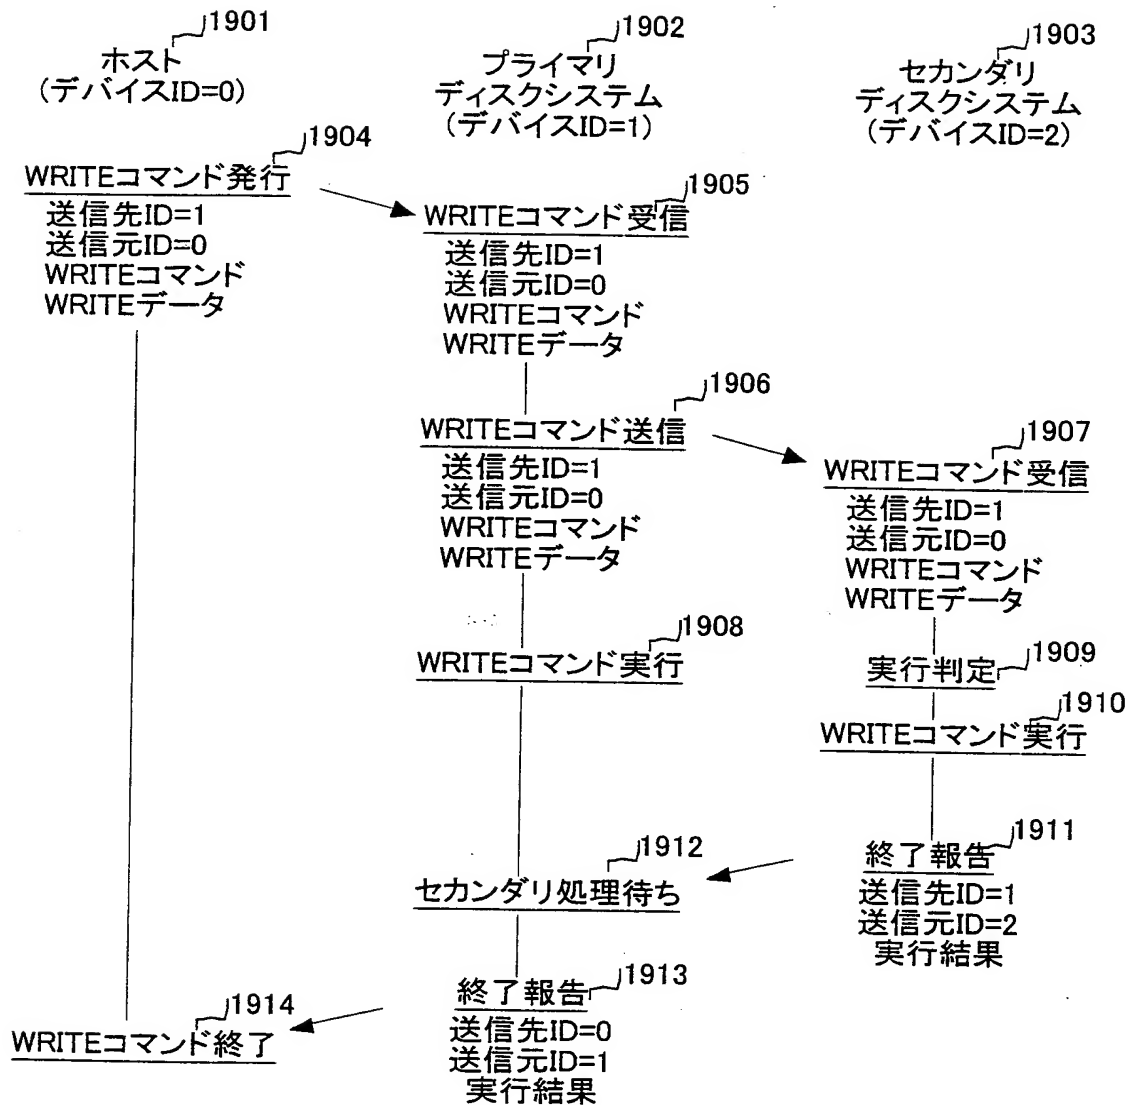 1901
ホスト
(デバイスID=0)
1902
プライマリ
ディスクシステム
(デバイスID=1)
1903
セカンダリ
ディスクシステム
(デバイスID=2)
1904
WRITEコマンド発行
送信先ID=1
送信元ID=0
WRITEコマンド
WRITEデータ
1905
WRITEコマンド受信
送信先ID=1
送信元ID=0
WRITEコマンド
WRITEデータ
1906
WRITEコマンド送信
送信先ID=1
送信元ID=0
WRITEコマンド
WRITEデータ
1907
WRITEコマンド受信
送信先ID=1
送信元ID=0
WRITEコマンド
WRITEデータ
1908
WRITEコマンド実行
1909
実行判定
1910
WRITEコマンド実行
1911
終了報告
送信先ID=1
送信元ID=2
実行結果
1912
セカンダリ処理待ち
1913
終了報告
送信先ID=0
送信元ID=1
実行結果
1914
WRITEコマンド終了